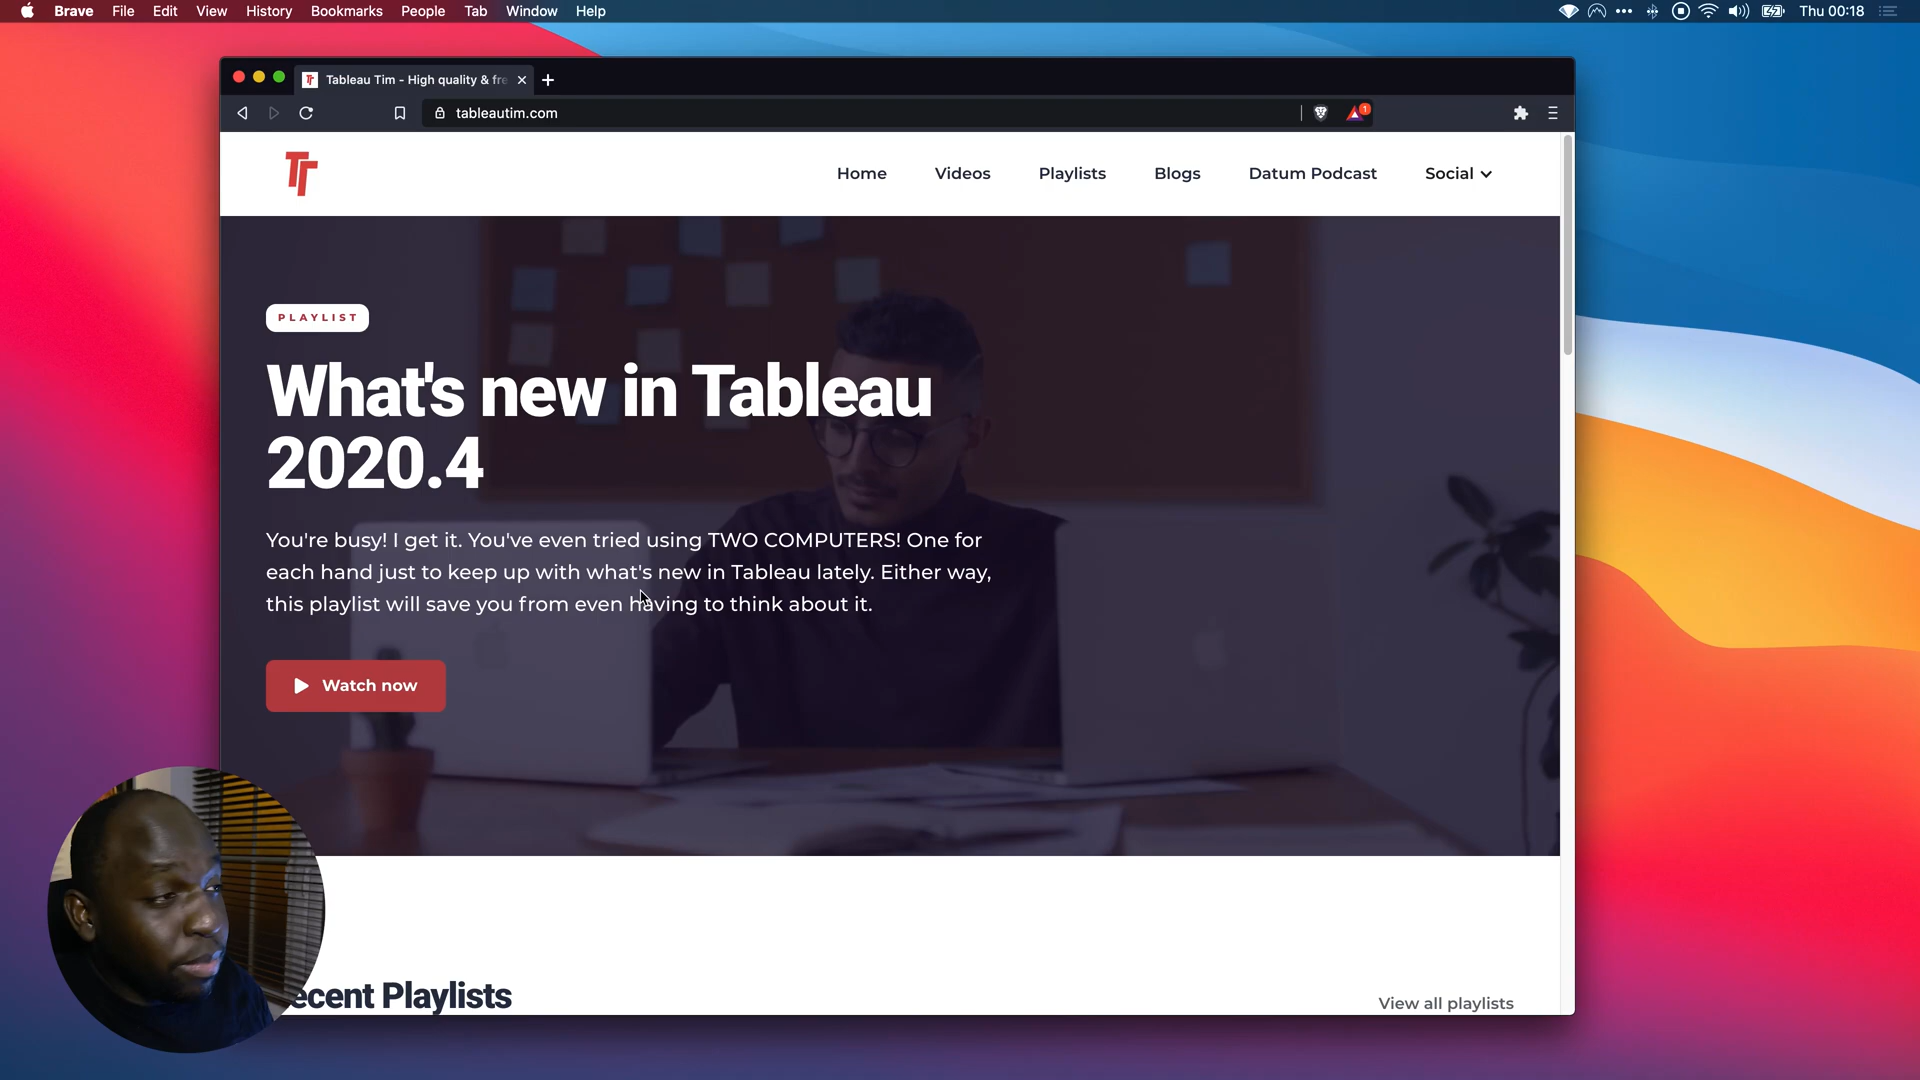 Brave File Edit View History Bookmarks People Tab Window Help
Thu 00:18
Tableau Tim - High quality & fre
tableautim.com
1
TT
Home Videos Playlists Blogs Datum Podcast Social
PLAYLIST
What's new in Tableau
2020.4
You're busy! I get it. You've even tried using TWO COMPUTERS! One for
each hand just to keep up with what's new in Tableau lately. Either way,
this playlist will save you from even having to think about it.
Watch now
ecent Playlists
View all playlists